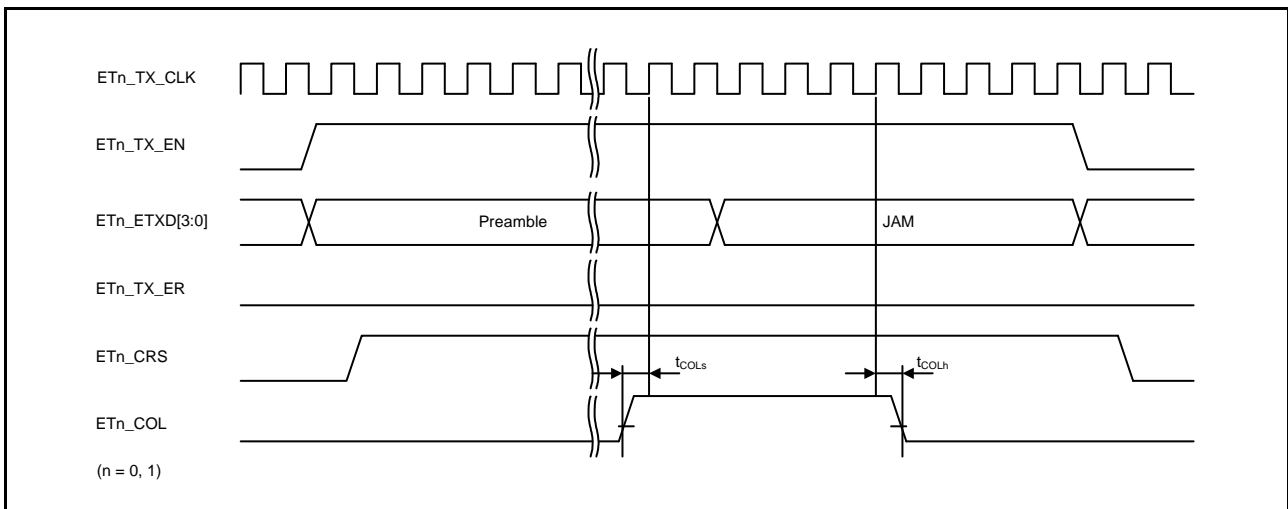 ETn_TX_CLK
ETn_TX_EN
ETn_ETXD[3:0]
Preamble
JAM
ETn_TX_ER
ETn_CRS
tCOLs
tCOLh
ETn_COL
(n = 0, 1)